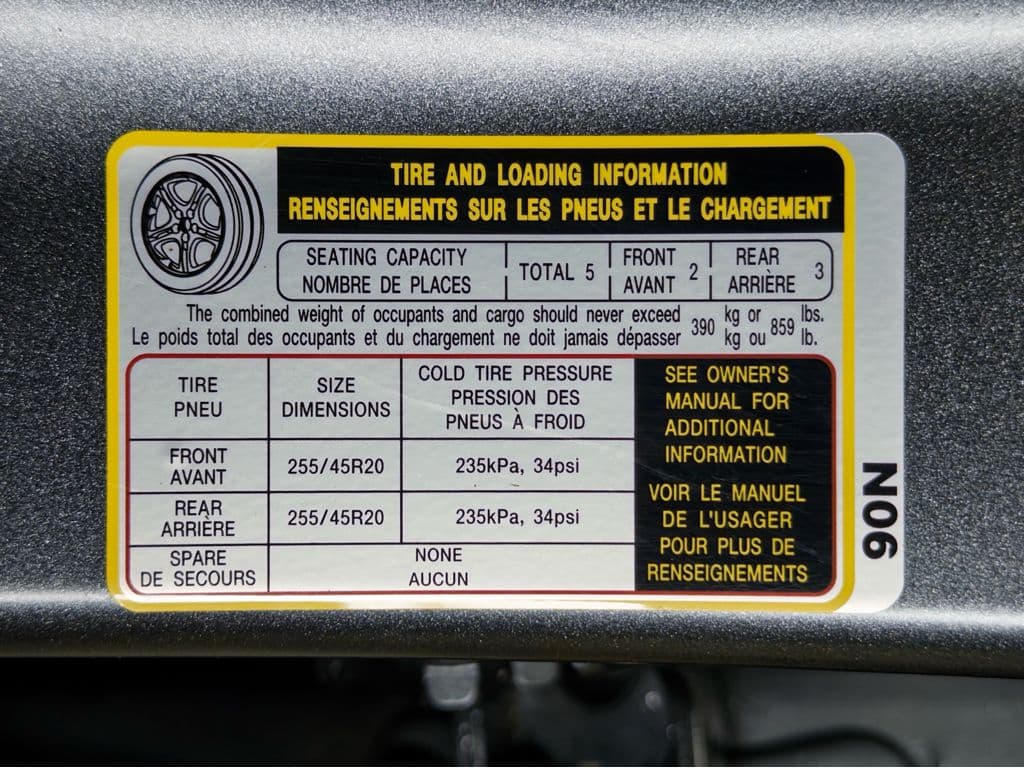 TIRE AND LOADING INFORMATION
RENSEIGNEMENTS SUR LES PNEUS ET LE CHARGEMENT
SEATING CAPACITY
NOMBRE DE PLACES
TOTAL 5
FRONT
AVANT 2
REAR
ARRIÈRE 3
The combined weight of occupants and cargo should never exceed 390 kg or 859 lbs.
Le poids total des occupants et du chargement ne doit jamais dépasser kg ou lb.
TIRE
PNEU
SIZE
DIMENSIONS
COLD TIRE PRESSURE
PRESSION DES
PNEUS À FROID
FRONT
AVANT
255/45R20
235kPa, 34psi
REAR
ARRIÈRE
255/45R20
235kPa, 34psi
SPARE
DE SECOURS
NONE
AUCUN
SEE OWNER'S
MANUAL FOR
ADDITIONAL
INFORMATION
VOIR LE MANUEL
DE L'USAGER
POUR PLUS DE
RENSEIGNEMENTS
N06